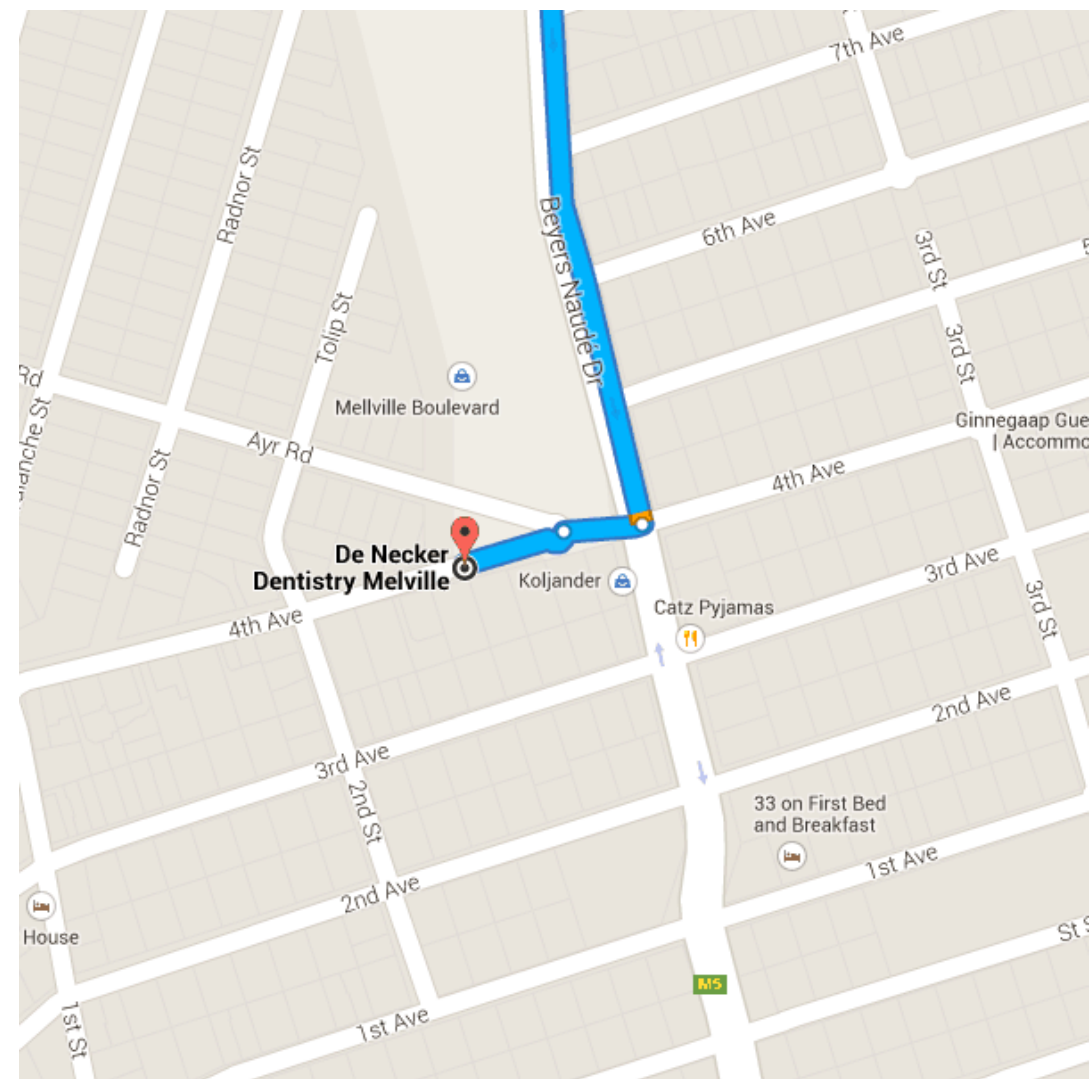 7th Ave
Radnor St
6th Ave
Beyers Naudé Dr
3rd St
5
Tolip St
3rd St
Rd
Mellville Boulevard
Ginnegaap Gue
| Accommo
alanche St
Ayr Rd
4th Ave
Radnor St
De Necker
Dentistry Melville
Koljander
3rd Ave
Catz Pyjamas
3rd St
4th Ave
2nd Ave
3rd Ave
2nd St
33 on First Bed
and Breakfast
1st Ave
2nd Ave
House
St S
M5
1st St
1st Ave